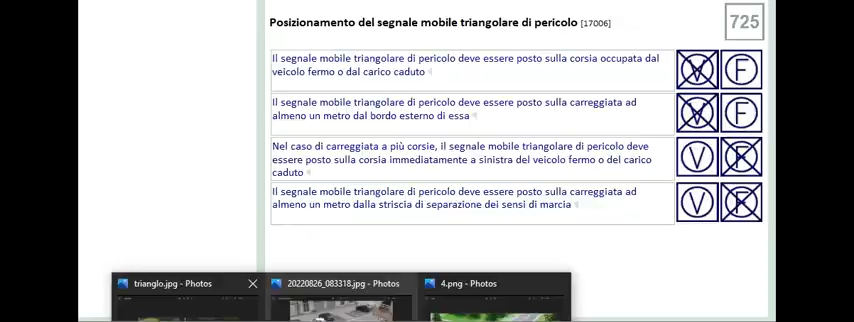 Posizionamento del segnale mobile triangolare di pericolo [17006]
725
Il segnale mobile triangolare di pericolo deve essere posto sulla corsia occupata dal
veicolo fermo o dal carico caduto
V F
Il segnale mobile triangolare di pericolo deve essere posto sulla carreggiata ad
almeno un metro dal bordo esterno di essa
V F
Nel caso di carreggiata a più corsie, il segnale mobile triangolare di pericolo deve
essere posto sulla corsia immediatamente a sinistra del veicolo fermo o del carico
caduto
V F
Il segnale mobile triangolare di pericolo deve essere posto sulla carreggiata ad
almeno un metro dalla striscia di separazione dei sensi di marcia
V F
trianglo.jpg - Photos
20220826_083318.jpg - Photos
4.png - Photos